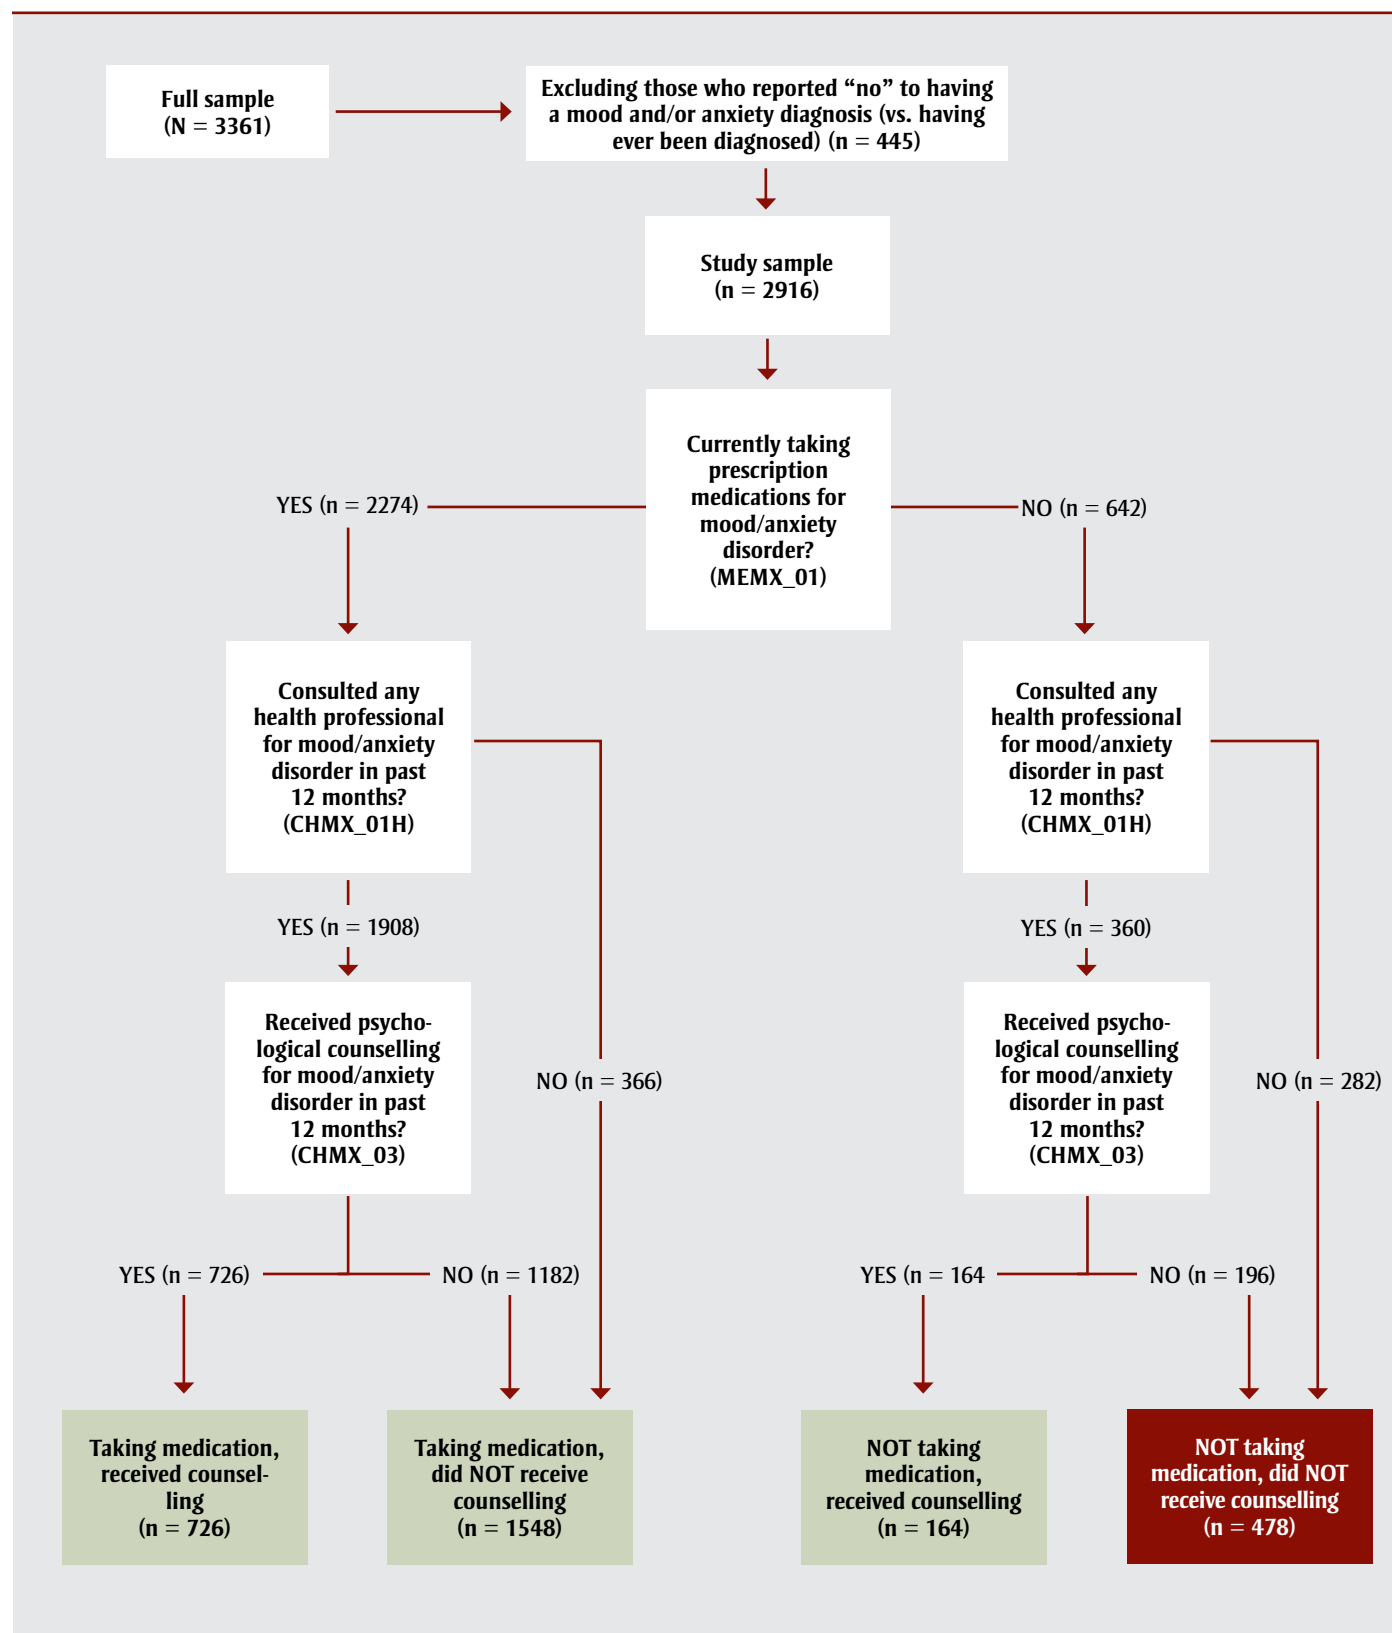 Full sample
(N = 3361)
Excluding those who reported “no” to having
a mood and/or anxiety diagnosis (vs. having
ever been diagnosed) (n = 445)
Study sample
(n = 2916)
Currently taking
prescription
medications for
mood/anxiety
disorder?
(MEMX_01)
YES (n = 2274)
NO (n = 642)
Consulted any
health professional
for mood/anxiety
disorder in past
12 months?
(CHMX_01H)
Consulted any
health professional
for mood/anxiety
disorder in past
12 months?
(CHMX_01H)
YES (n = 1908)
YES (n = 360)
Received psycho-
logical counselling
for mood/anxiety
disorder in past
12 months?
(CHMX_03)
NO (n = 366)
Received psycho-
logical counselling
for mood/anxiety
disorder in past
12 months?
(CHMX_03)
NO (n = 282)
YES (n = 726)
NO (n = 1182)
YES (n = 164
NO (n = 196)
Taking medication,
received counsel-
ling
(n = 726)
Taking medication,
did NOT receive
counselling
(n = 1548)
NOT taking
medication,
received counselling
(n = 164)
NOT taking
medication, did NOT
receive counselling
(n = 478)